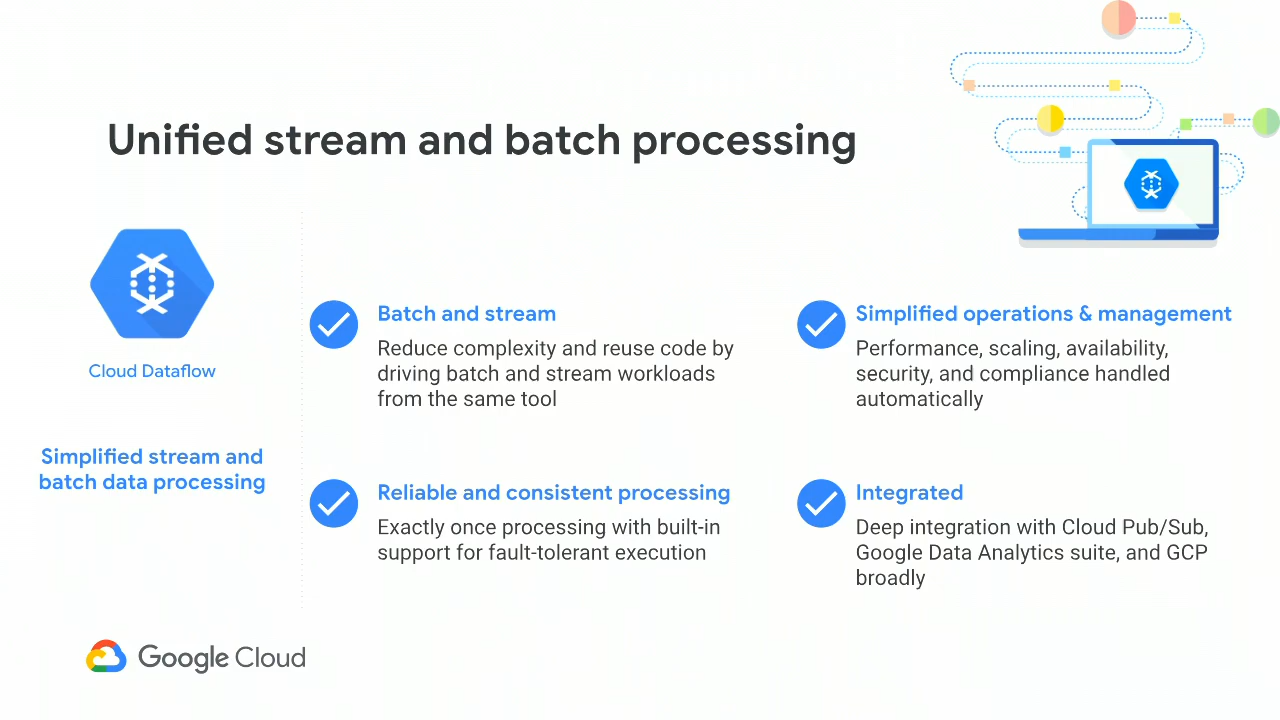 Unified stream and batch processing
Cloud Dataflow
Simplified stream and
batch data processing
Batch and stream
Reduce complexity and reuse code by
driving batch and stream workloads
from the same tool
Simplified operations & management
Performance, scaling, availability,
security, and compliance handled
automatically
Reliable and consistent processing
Exactly once processing with built-in
support for fault-tolerant execution
Integrated
Deep integration with Cloud Pub/Sub,
Google Data Analytics suite, and GCP
broadly
Google Cloud